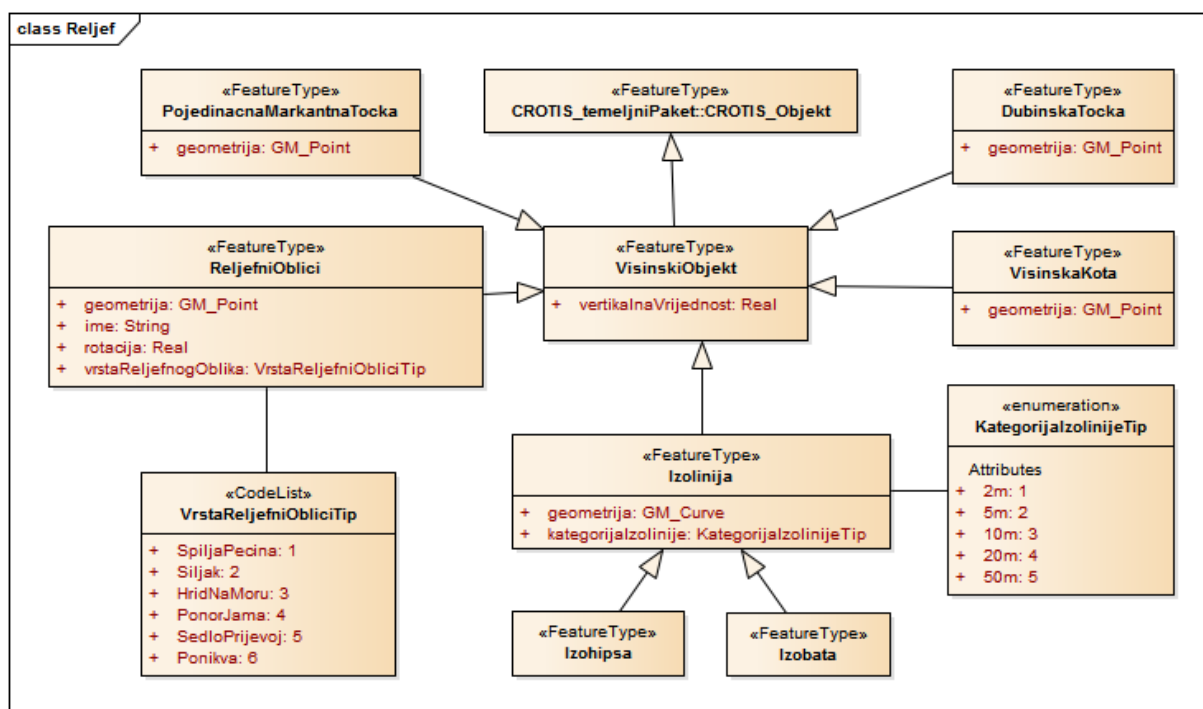 class Reljef
«FeatureType»
PojedinacnaMarkantnaTocka
+ geometrija: GM_Point
«FeatureType»
CROTIS_temeljniPaket::CROTIS_Objekt
«FeatureType»
DubinskaTocka
+ geometrija: GM_Point
«FeatureType»
ReljefniOblici
+ geometrija: GM_Point
+ ime: String
+ rotacija: Real
+ vrstaReljefnogOblika: VrstaReljefniObliciTip
«FeatureType»
VisinskiObjekt
+ vertikalnaVrijednost: Real
«FeatureType»
VisinskaKota
+ geometrija: GM_Point
«FeatureType»
Izolinija
+ geometrija: GM_Curve
+ kategorijaIzolinije: KategorijaIzolinijeTip
«enumeration»
KategorijaIzolinijeTip
Attributes
+ 2m: 1
+ 5m: 2
+ 10m: 3
+ 20m: 4
+ 50m: 5
«CodeList»
VrstaReljefniObliciTip
+ SpiljaPecina: 1
+ Siljak: 2
+ HridNaMoru: 3
+ PonorJama: 4
+ SedloPrijevoj: 5
+ Ponikva: 6
«FeatureType»
Izohipsa
«FeatureType»
Izobata